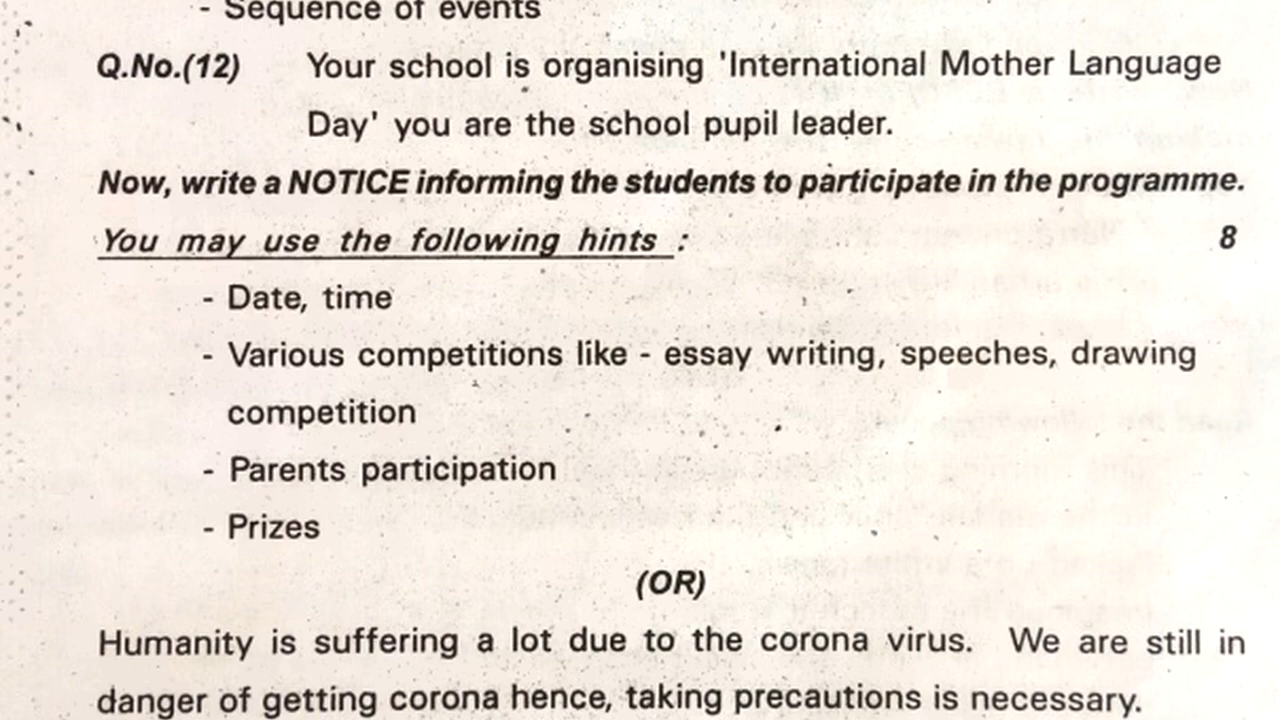 - Sequence of events
Q.No.(12) Your school is organising 'International Mother Language
Day' you are the school pupil leader.
Now, write a NOTICE informing the students to participate in the programme.
You may use the following hints : 8
- Date, time
- Various competitions like - essay writing, speeches, drawing
competition
- Parents participation
- Prizes
(OR)
Humanity is suffering a lot due to the corona virus. We are still in
danger of getting corona hence, taking precautions is necessary.